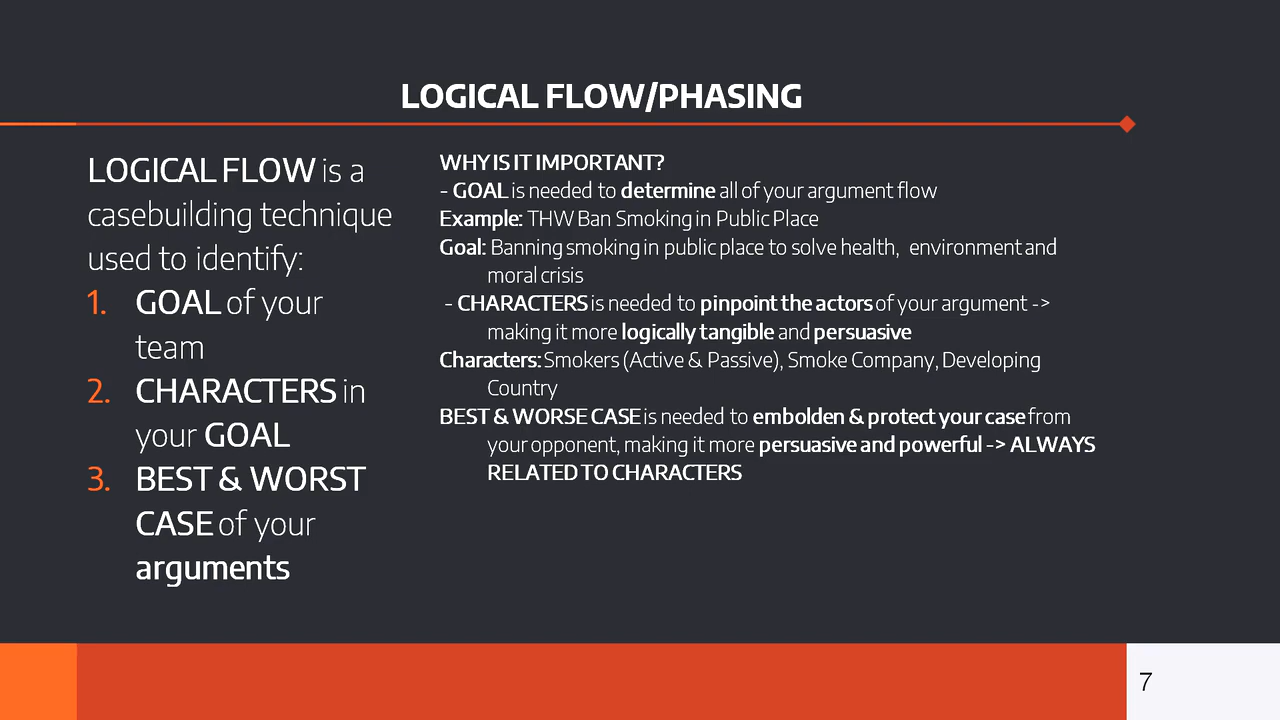 LOGICAL FLOW/PHASING
LOGICAL FLOW is a
casebuilding technique
used to identify:
1. GOAL of your
team
2. CHARACTERS in
your GOAL
3. BEST & WORST
CASE of your
arguments
WHY IS IT IMPORTANT?
- GOAL is needed to determine all of your argument flow
Example: THW Ban Smoking in Public Place
Goal: Banning smoking in public place to solve health, environment and
moral crisis
- CHARACTERS is needed to pinpoint the actors of your argument ->
making it more logically tangible and persuasive
Characters: Smokers (Active & Passive), Smoke Company, Developing
Country
BEST & WORSE CASE is needed to embolden & protect your case from
your opponent, making it more persuasive and powerful -> ALWAYS
RELATED TO CHARACTERS
7